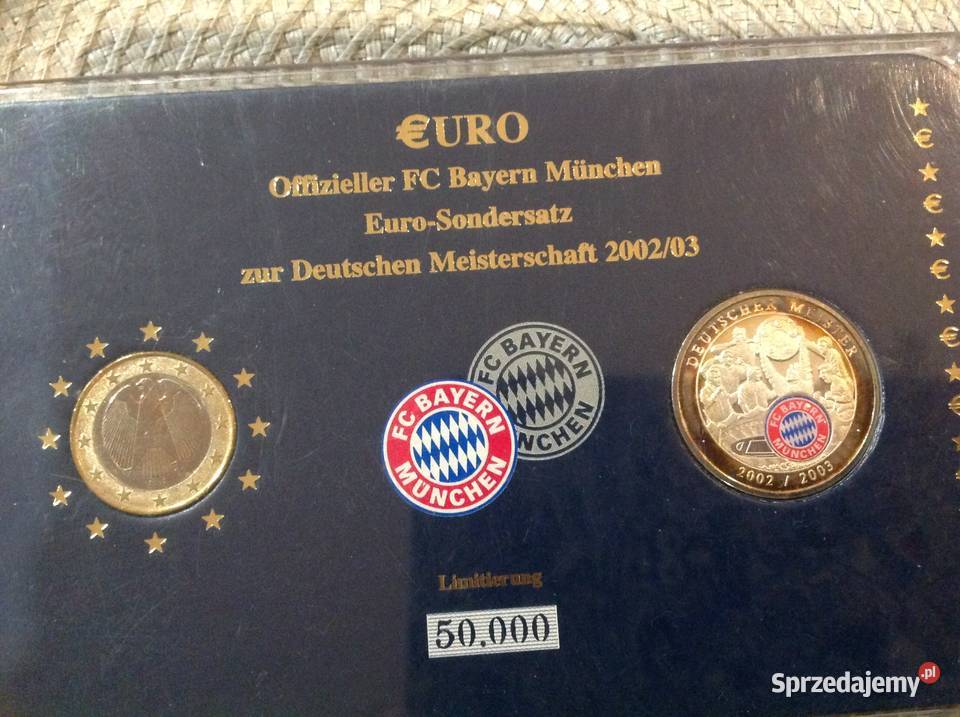 €URO
Offizieller FC Bayern München
Euro-Sondersatz
zur Deutschen Meisterschaft 2002/03
FC BAYERN
MÜNCHEN
FC BAYERN
MÜNCHEN
DEUTSCHER MEISTER
FC BAYERN
MÜNCHEN
2002 / 2003
Limitierung
50.000
Sprzedajemy.pl